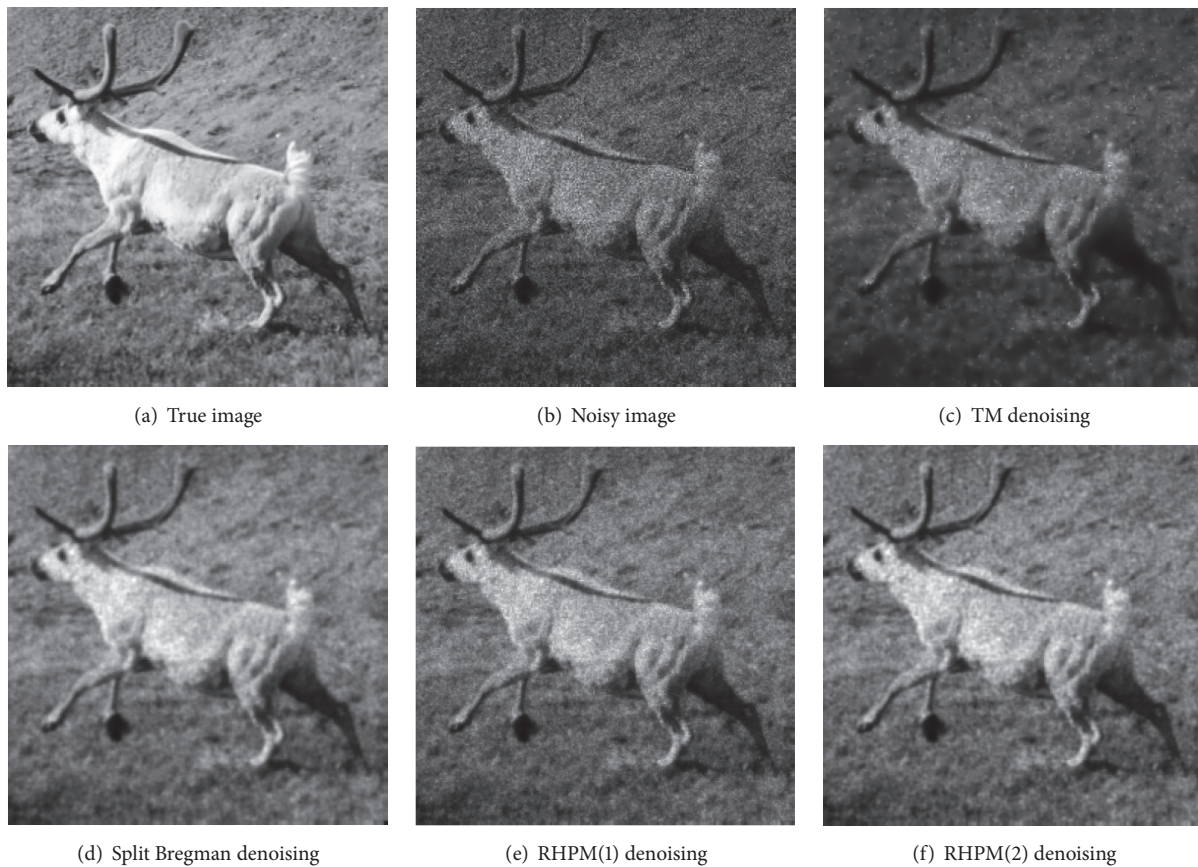 (a) True image
(b) Noisy image
(c) TM denoising
(d) Split Bregman denoising
(e) RHPM(1) denoising
(f) RHPM(2) denoising